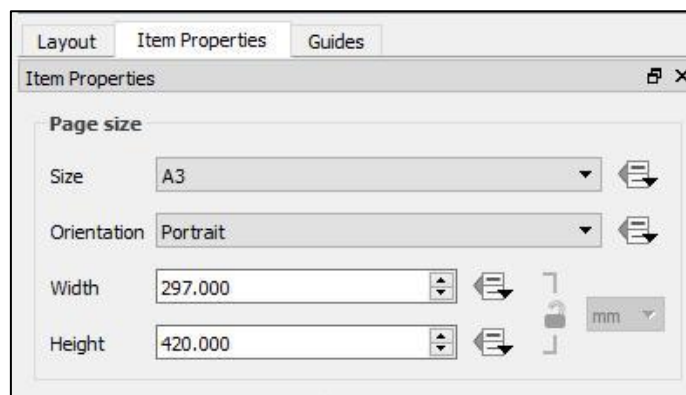 Layout Item Properties Guides
Item Properties
Page size
Size A3
Orientation Portrait
Width 297.000
mm
Height 420.000